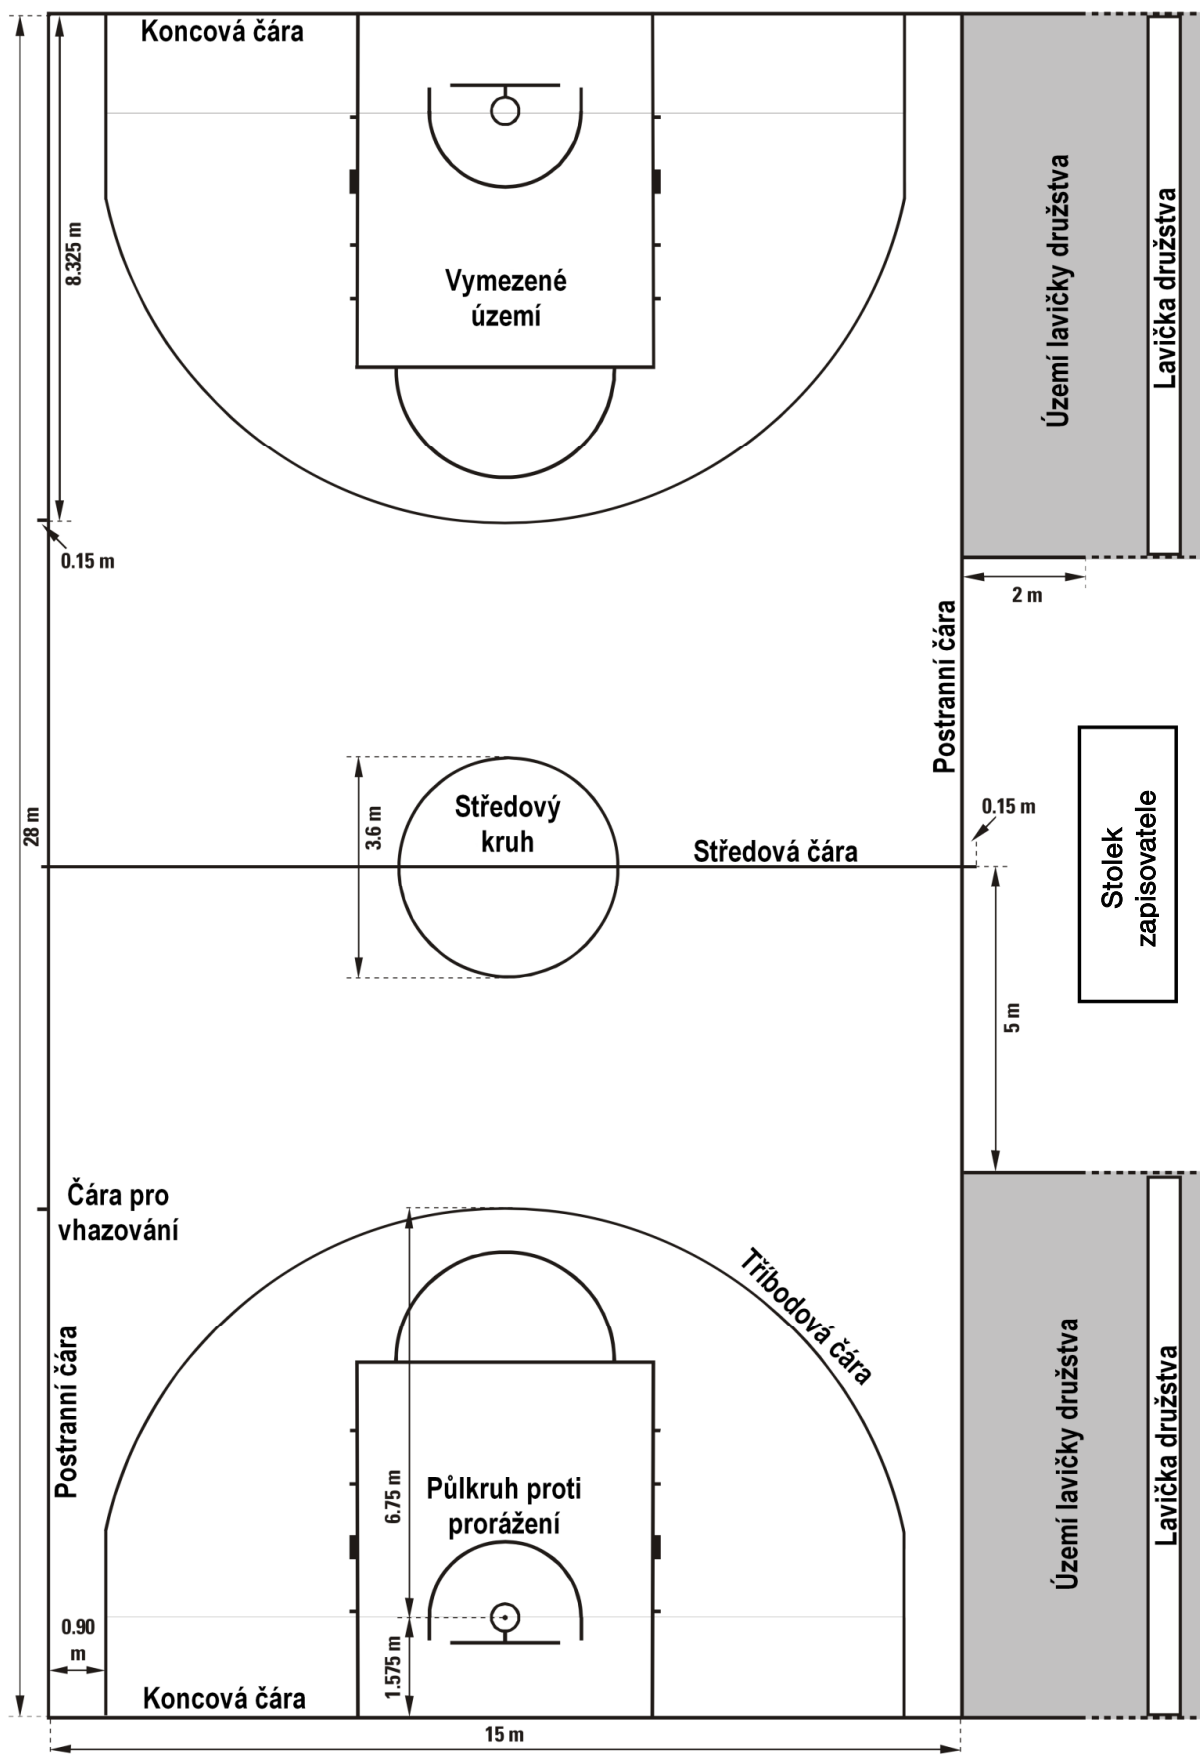 Koncová čára
8.325 m
Území lavičky družstva
Lavička družstva
Vymezené
území
0.15 m
2 m
Postranní čára
28 m
3.6 m
Středový
kruh
Středová čára
0.15 m
Stolek
zapisovatele
5 m
Čára pro
vhazování
Tříbodová čára
Postranní čára
6.75 m
Půlkruh proti
prorážení
Území lavičky družstva
Lavička družstva
0.90
m
1.575 m
Koncová čára
15 m